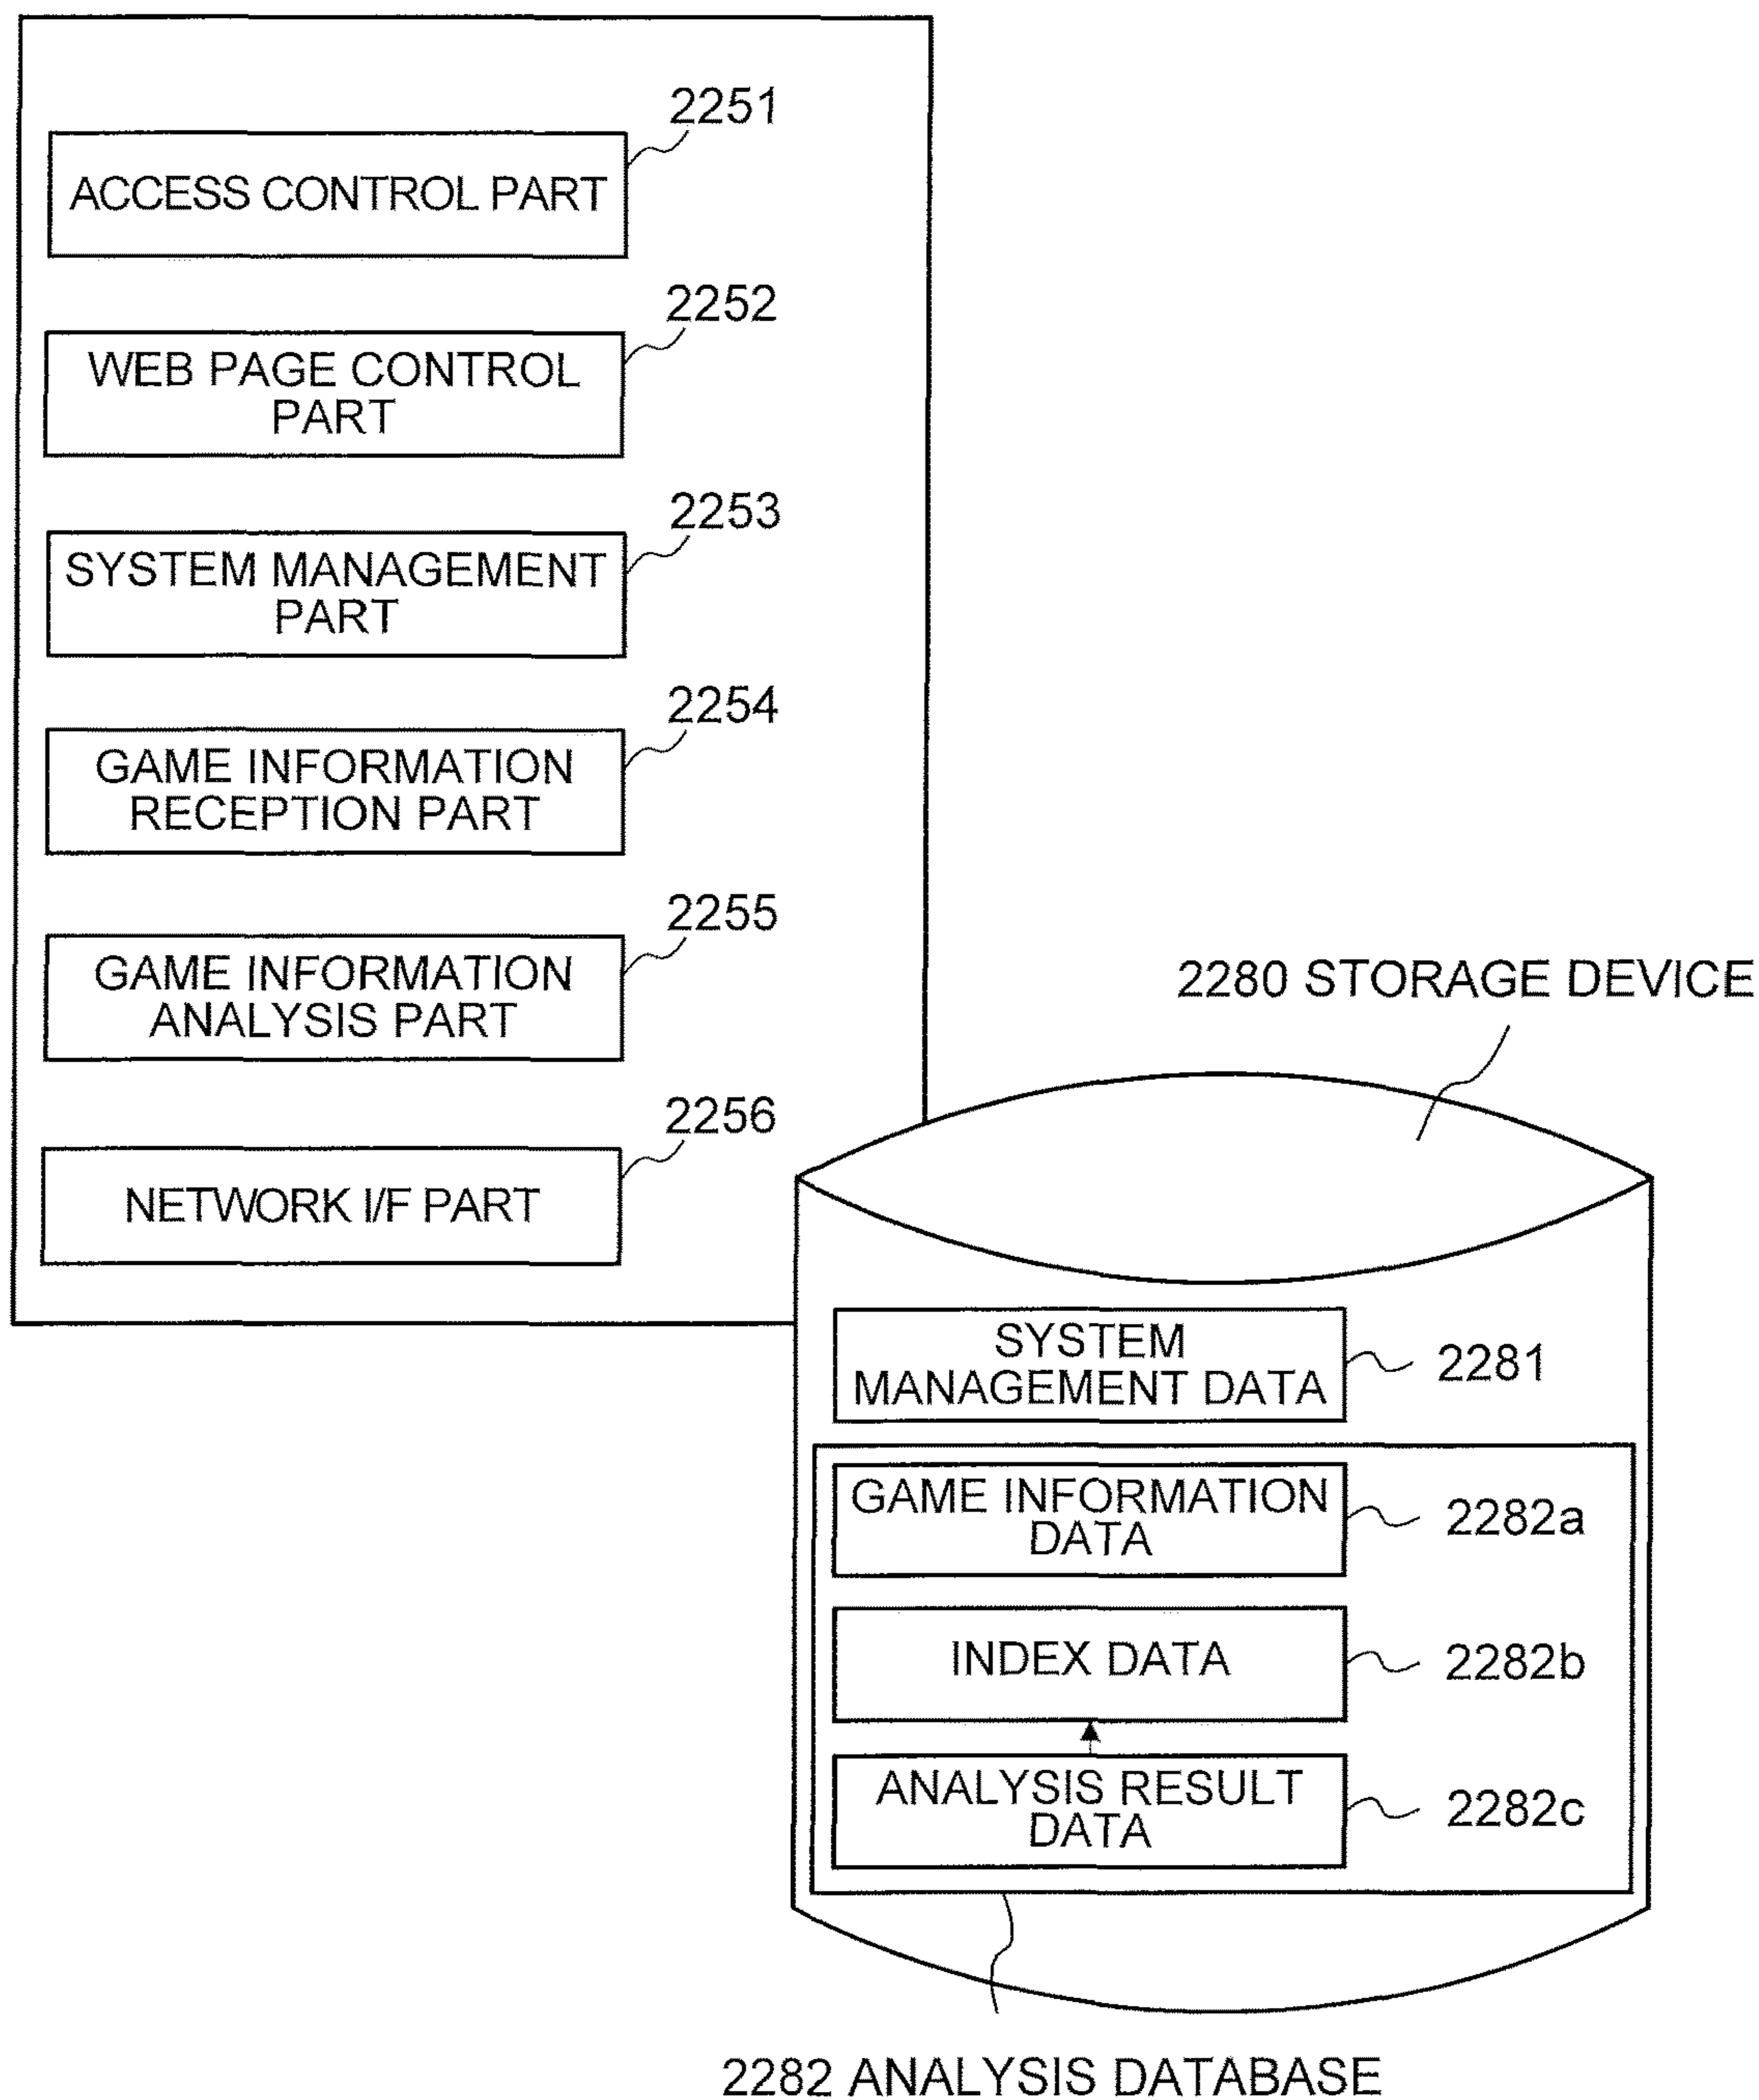 2251
ACCESS CONTROL PART
2252
WEB PAGE CONTROL
PART
2253
SYSTEM MANAGEMENT
PART
2254
GAME INFORMATION
RECEPTION PART
2255
GAME INFORMATION
ANALYSIS PART
2256
NETWORK I/F PART
2280 STORAGE DEVICE
SYSTEM
MANAGEMENT DATA
2281
GAME INFORMATION
DATA
2282a
INDEX DATA
2282b
ANALYSIS RESULT
DATA
2282c
2282 ANALYSIS DATABASE